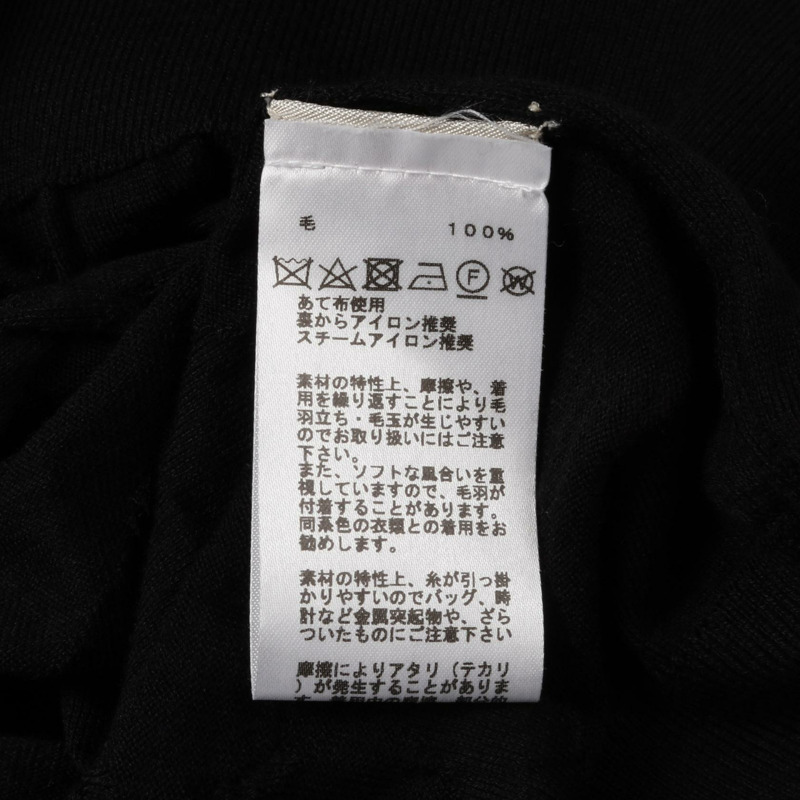 毛 100%
F W
あて布使用
裏からアイロン推奨
スチームアイロン推奨
素材の特性上、摩擦や、着
用を繰り返すことにより毛
羽立ち・毛玉が生じやすい
のでお取り扱いにはご注意
下さい。
また、ソフトな風合いを重
視していますので、毛羽が
付着することがあります。
同系色の衣類との着用をお
勧めします。
素材の特性上、糸が引っ掛
かりやすいのでバッグ、時
計など金属突起物や、ざら
ついたものにご注意下さい
摩擦によりアタリ（テカリ
）が発生することがありま